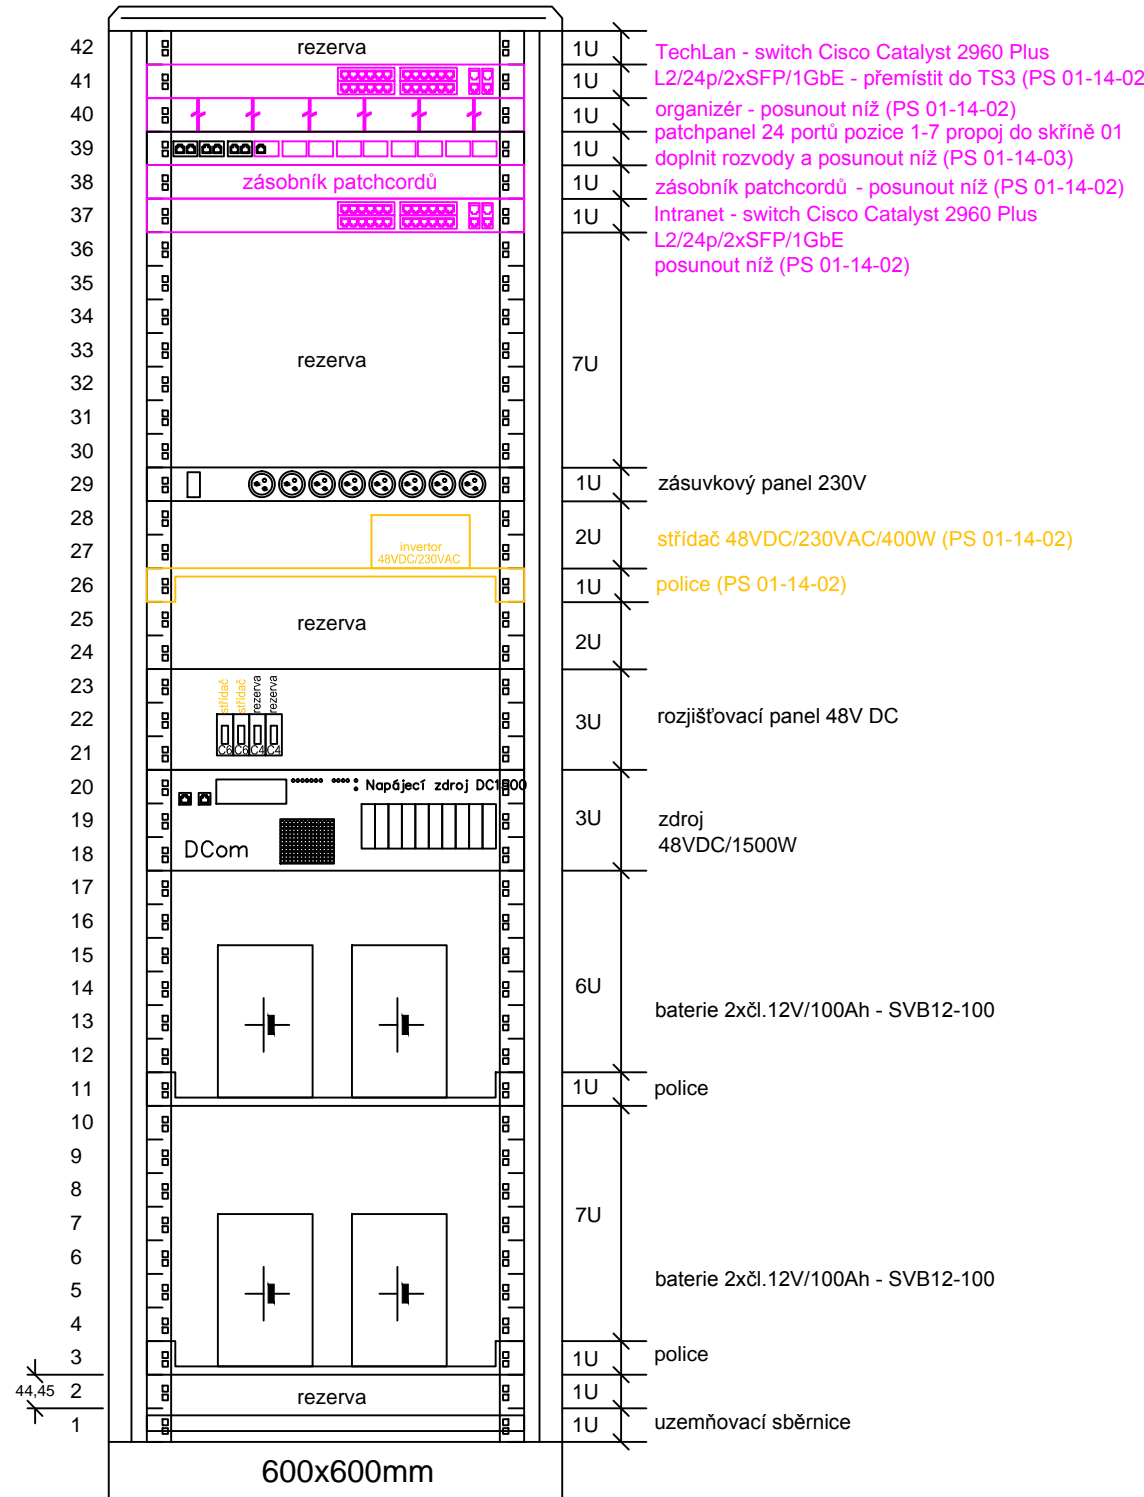 42 rezerva 1U TechLan - switch Cisco Catalyst 2960 Plus
41 1U L2/24p/2xSFP/1GbE - přemístit do TS3 (PS 01-14-02
40 1U organizér - posunout níž (PS 01-14-02)
patchpanel 24 portů pozice 1-7 propoj do skříně 01
39 1U doplnit rozvody a posunout níž (PS 01-14-03)
38 zásobník patchcordů 1U zásobník patchcordů - posunout níž (PS 01-14-02)
37 1U Intranet - switch Cisco Catalyst 2960 Plus
L2/24p/2xSFP/1GbE
36 posunout níž (PS 01-14-02)
35
34
33 rezerva 7U
32
31
30
29 1U zásuvkový panel 230V
28
27 invertor 2U střídač 48VDC/230VAC/400W (PS 01-14-02)
48VDC/230VAC
26 1U police (PS 01-14-02)
25 rezerva
24 2U
23 střídač střídač rezerva rezerva
22 3U rozjišťovací panel 48V DC
21 C6 C6 C4 C4
20 Napájecí zdroj DC1500
19 3U zdroj
18 DCom 48VDC/1500W
17
16
15
14 6U
13 baterie 2xčl.12V/100Ah - SVB12-100
12
11 1U police
10
9
8
7 7U
6
5 baterie 2xčl.12V/100Ah - SVB12-100
4
3 1U police
44,45 2 rezerva 1U
1 1U uzemňovací sběrnice
600x600mm